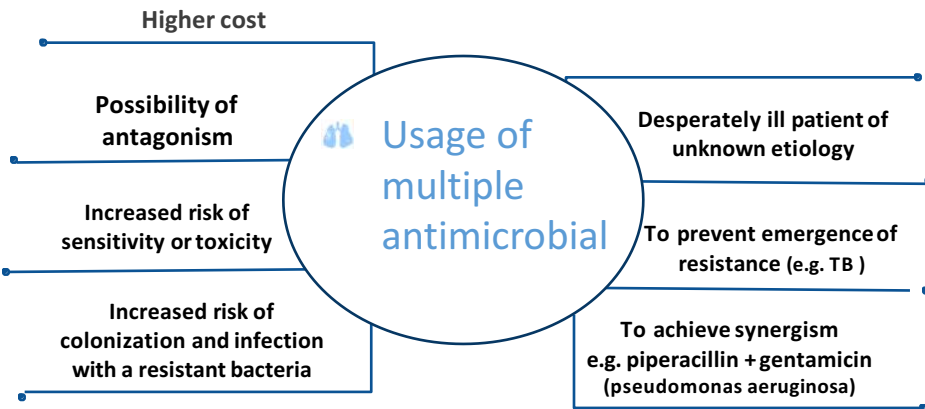 Higher cost
Possibility of
antagonism
Increased risk of
sensitivity or toxicity
Increased risk of
colonization and infection
with a resistant bacteria
Usage of
multiple
antimicrobial
Desperately ill patient of
unknown etiology
To prevent emergence of
resistance (e.g. TB )
To achieve synergism
e.g. piperacillin + gentamicin
(pseudomonas aeruginosa)